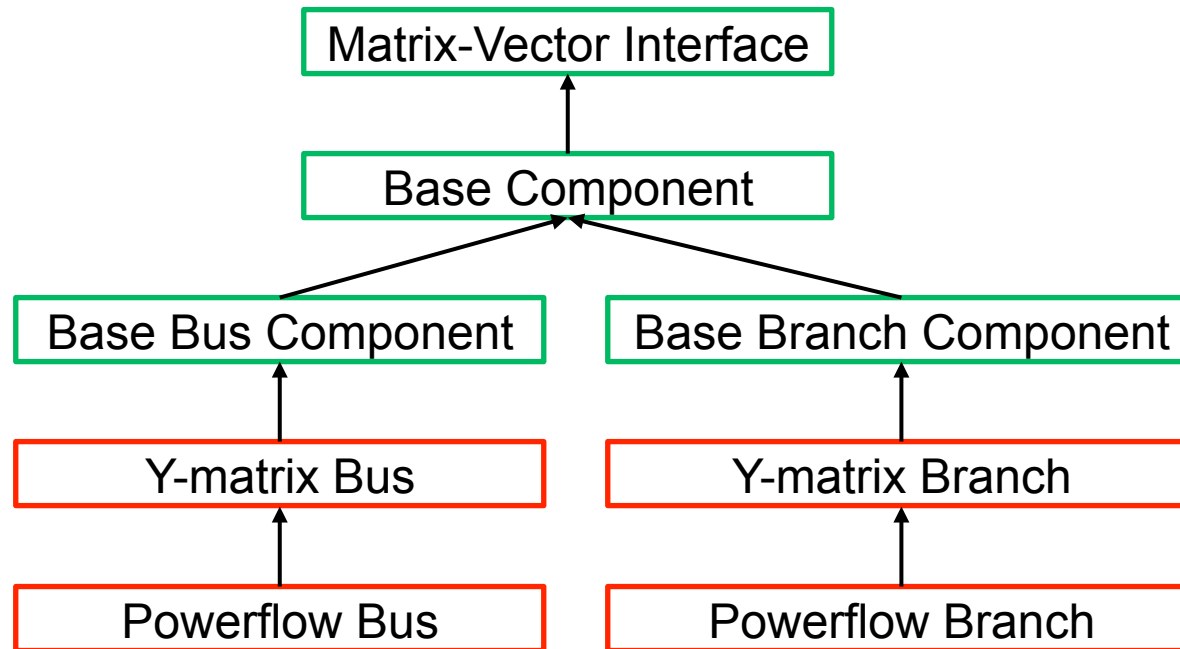 Matrix-Vector Interface
Base Component
Base Bus Component
Base Branch Component
Y-matrix Bus
Y-matrix Branch
Powerflow Bus
Powerflow Branch